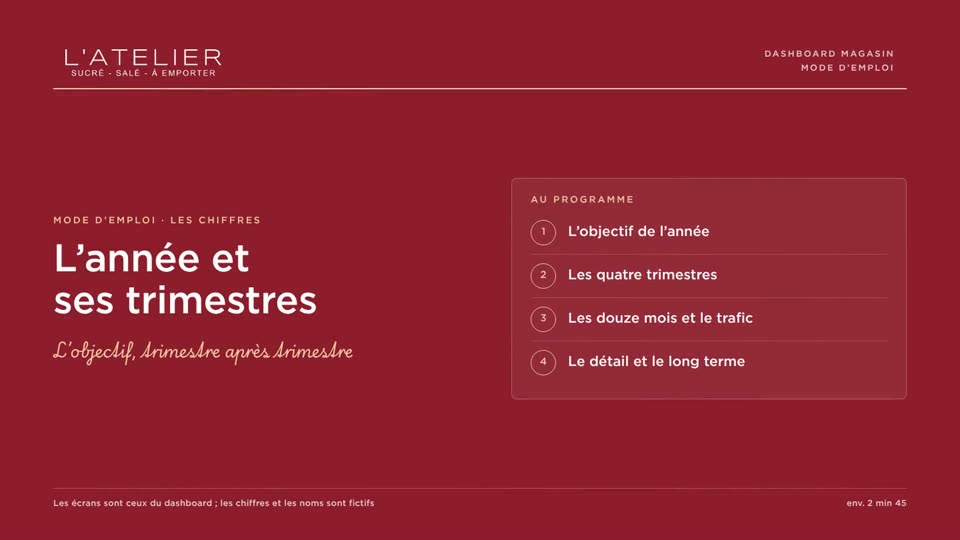 L'ATELIER
SUCRÉ - SALÉ - À EMPORTER
DASHBOARD MAGASIN
MODE D’EMPLOI
MODE D’EMPLOI · LES CHIFFRES
L’année et
ses trimestres
L’objectif, trimestre après trimestre
AU PROGRAMME
1 L’objectif de l’année
2 Les quatre trimestres
3 Les douze mois et le trafic
4 Le détail et le long terme
Les écrans sont ceux du dashboard ; les chiffres et les noms sont fictifs
env. 2 min 45